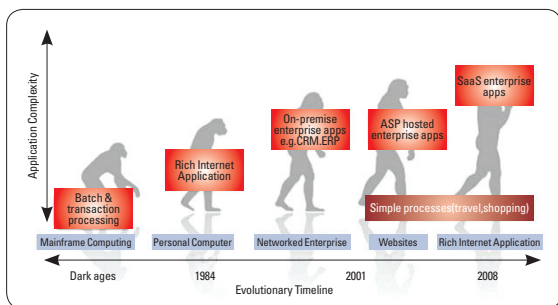 Application Complexity
SaaS enterprise
apps
On-premise
enterprise apps
e.g.CRM.ERP
ASP hosted
enterprise apps
Rich Internet
Application
Batch &
transaction
processing
Simple processes(travel,shopping)
Mainframe Computing
Personal Computer
Networked Enterprise
Websites
Rich Internet Application
Dark ages
1984
2001
2008
Evolutionary Timeline